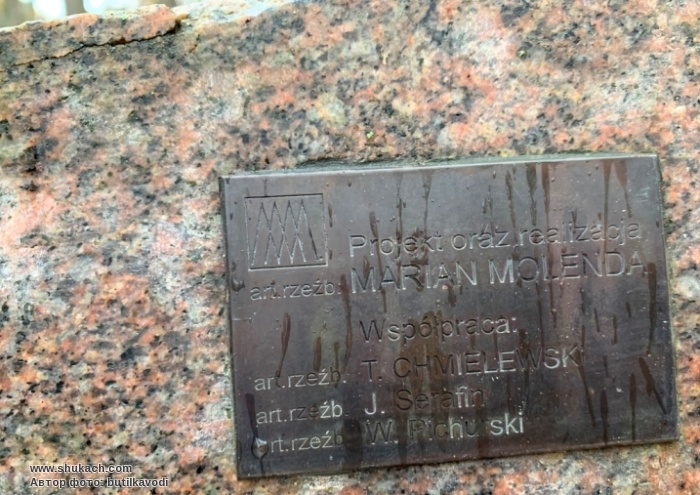 Projekt oraz realizacja
art.rzeźb. MARIAN MOLENDA
Współpraca:
art.rzeźb. T. CHMIELEWSKI
art.rzeźb. J. Serafin
art.rzeźb. W.
www.shukach.com
Автор фото: butilkavodi